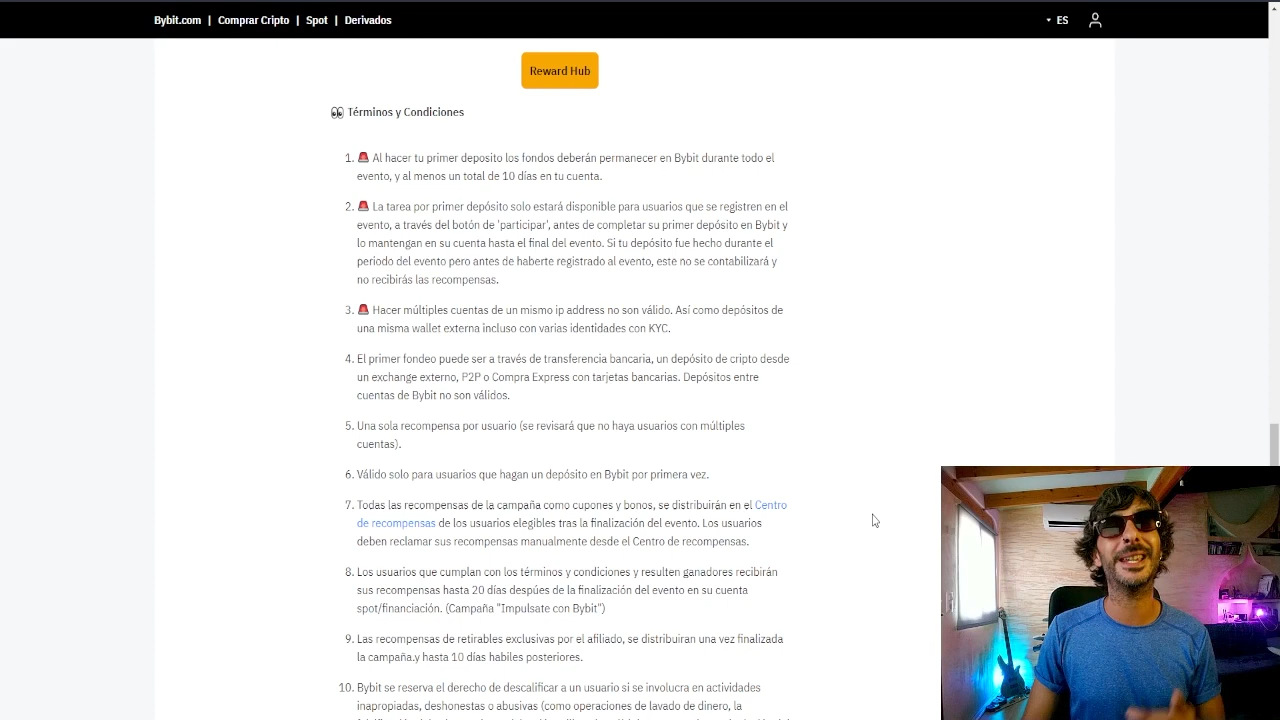 Bybit.com | Comprar Cripto | Spot | Derivados ES
Reward Hub
Términos y Condiciones
1. Al hacer tu primer deposito los fondos deberán permanecer en Bybit durante todo el
evento, y al menos un total de 10 días en tu cuenta.
2. La tarea por primer depósito solo estará disponible para usuarios que se registren en el
evento, a través del botón de 'participar', antes de completar su primer depósito en Bybit y
lo mantengan en su cuenta hasta el final del evento. Si tu depósito fue hecho durante el
periodo del evento pero antes de haberte registrado al evento, este no se contabilizará y
no recibirás las recompensas.
3. Hacer múltiples cuentas de un mismo ip address no son válido. Así como depósitos de
una misma wallet externa incluso con varias identidades con KYC.
4. El primer fondeo puede ser a través de transferencia bancaria, un depósito de cripto desde
un exchange externo, P2P o Compra Express con tarjetas bancarias. Depósitos entre
cuentas de Bybit no son válidos.
5. Una sola recompensa por usuario (se revisará que no haya usuarios con múltiples
cuentas).
6. Válido solo para usuarios que hagan un depósito en Bybit por primera vez.
7. Todas las recompensas de la campaña como cupones y bonos, se distribuirán en el Centro
de recompensas de los usuarios elegibles tras la finalización del evento. Los usuarios
deben reclamar sus recompensas manualmente desde el Centro de recompensas.
8. Los usuarios que cumplan con los términos y condiciones y resulten ganadores recibirán
sus recompensas hasta 20 días despúes de la finalización del evento en su cuenta
spot/financiación. (Campaña "Impulsate con Bybit")
9. Las recompensas de retirables exclusivas por el afiliado, se distribuiran una vez finalizada
la campaña.y hasta 10 días habiles posteriores.
10. Bybit se reserva el derecho de descalificar a un usuario si se involucra en actividades
inapropiadas, deshonestas o abusivas (como operaciones de lavado de dinero, la